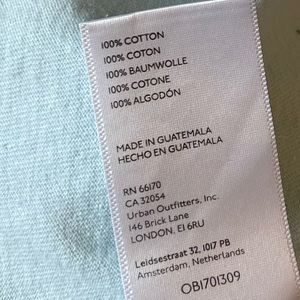 100% COTTON
100% COTON
100% BAUMWOLLE
100% COTONE
100% ALGODÓN
MADE IN GUATEMALA
HECHO EN GUATEMALA
RN 66170
CA 32054
Urban Outfitters, Inc.
146 Brick Lane
LONDON, E1 6RU
Leidsestraat 32, 1017 PB
Amsterdam, Netherlands
OB1701309